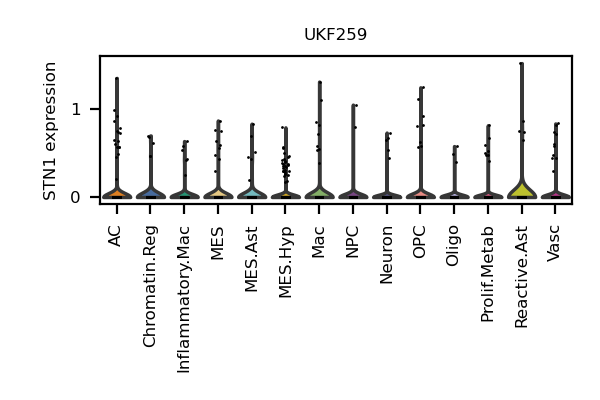 UKF259
STN1 expression
1
0
AC
Chromatin.Reg
Inflammatory.Mac
MES
MES.Ast
MES.Hyp
Mac
NPC
Neuron
OPC
Oligo
Prolif.Metab
Reactive.Ast
Vasc